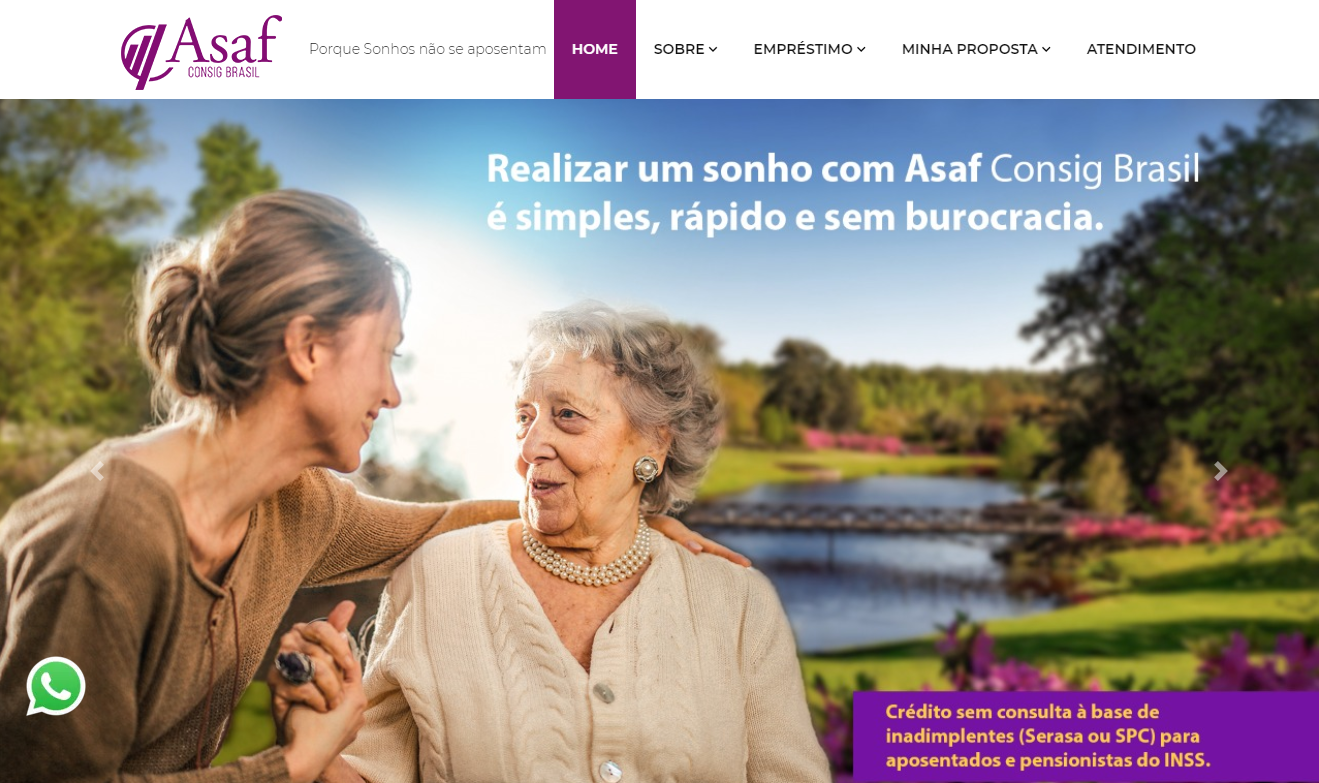 Asaf
CONSIG BRASIL
Porque Sonhos não se aposentam
HOME
SOBRE
EMPRÉSTIMO
MINHA PROPOSTA
ATENDIMENTO
Realizar um sonho com Asaf Consig Brasil
é simples, rápido e sem burocracia.
Crédito sem consulta à base de
inadimplentes (Serasa ou SPC) para
aposentados e pensionistas do INSS.